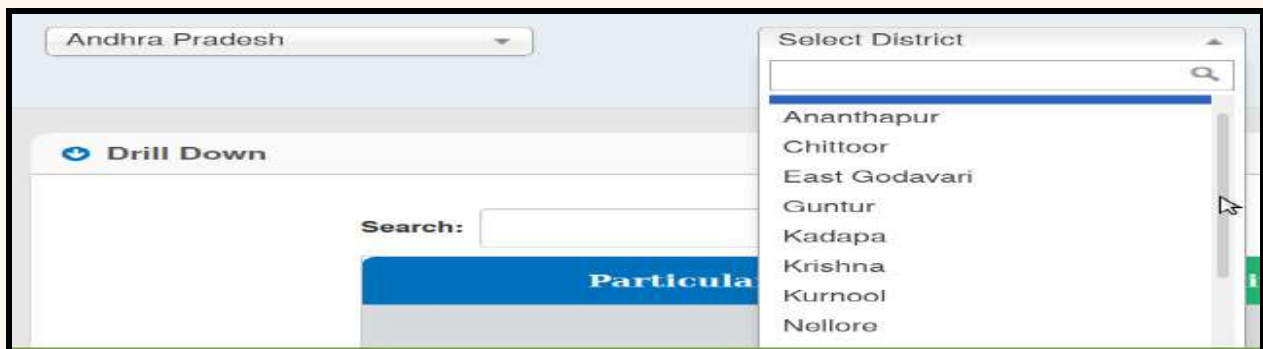 Andhra Pradesh
Select District
Ananthapur
Chittoor
East Godavari
Guntur
Kadapa
Krishna
Kurnool
Nellore
Drill Down
Search: